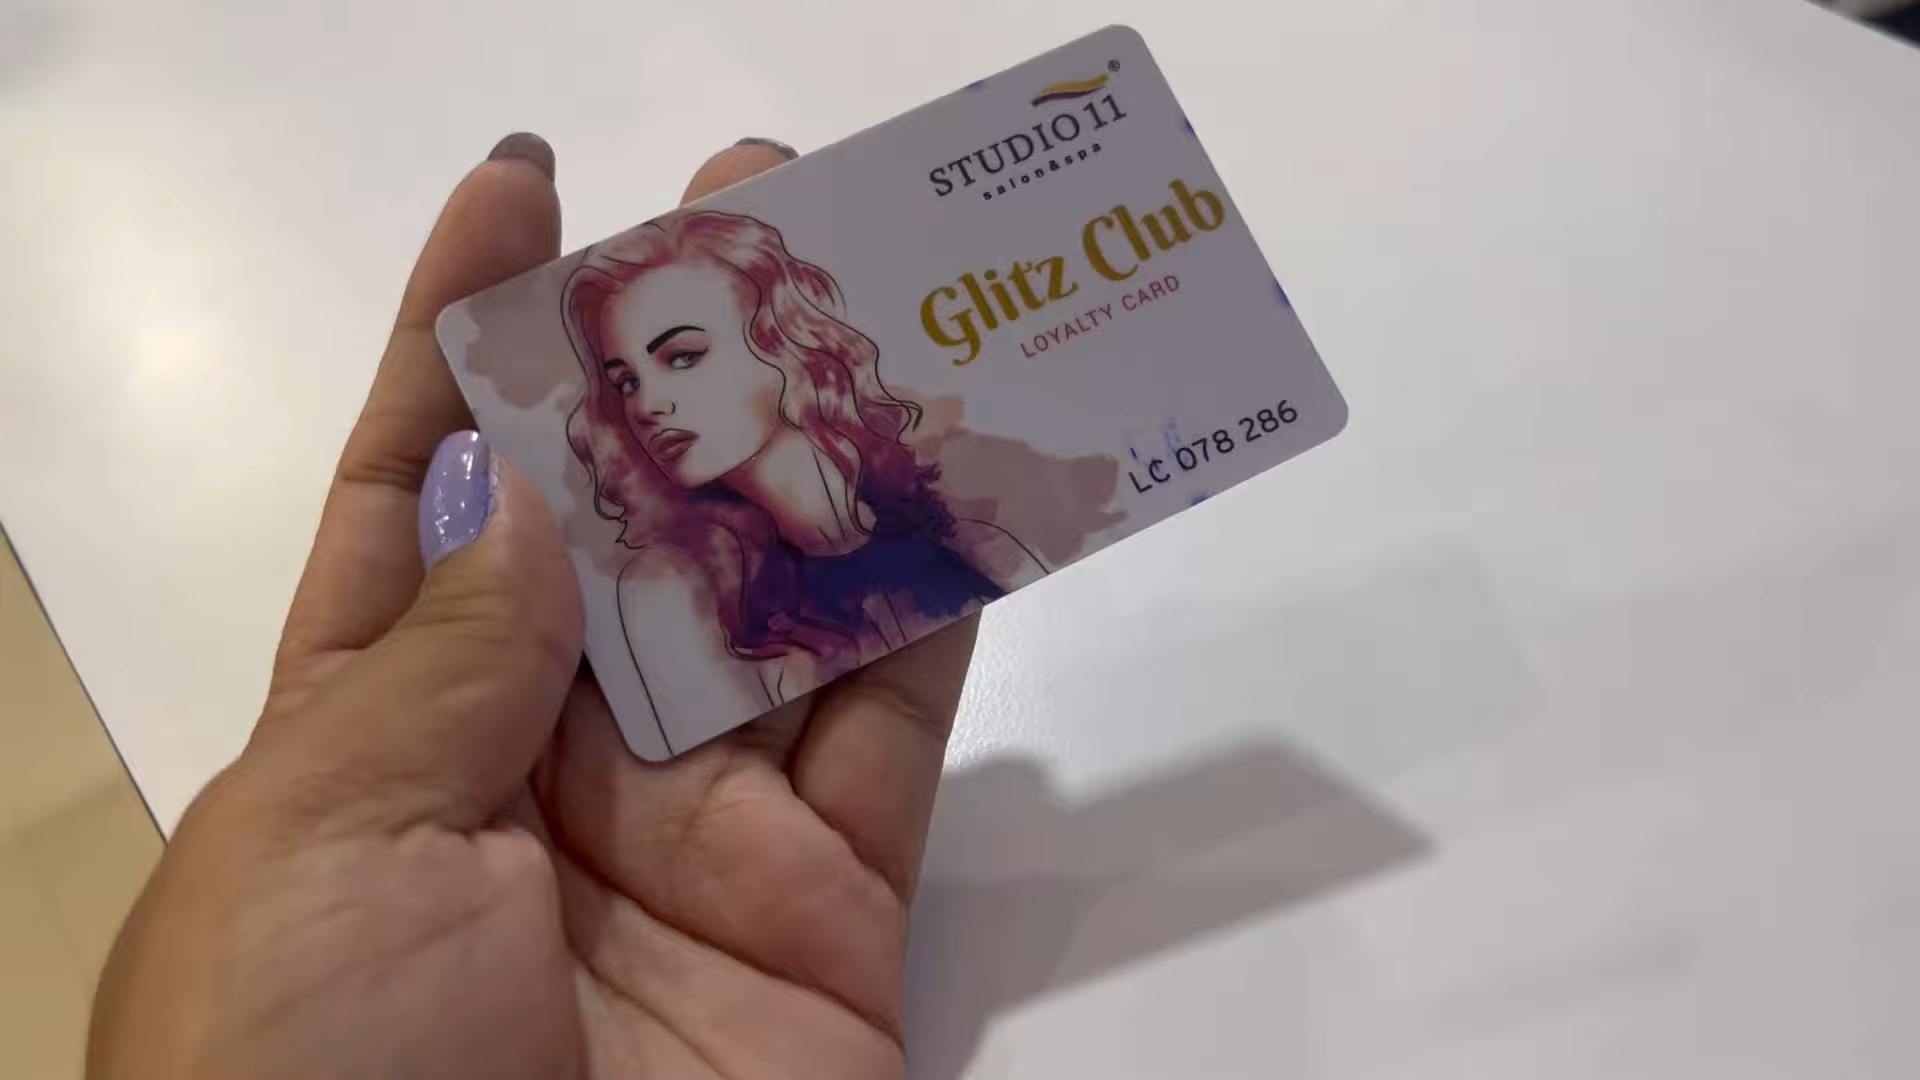 STUDIO 11®
salon&spa
Glitz Club
LOYALTY CARD
LC 078 286